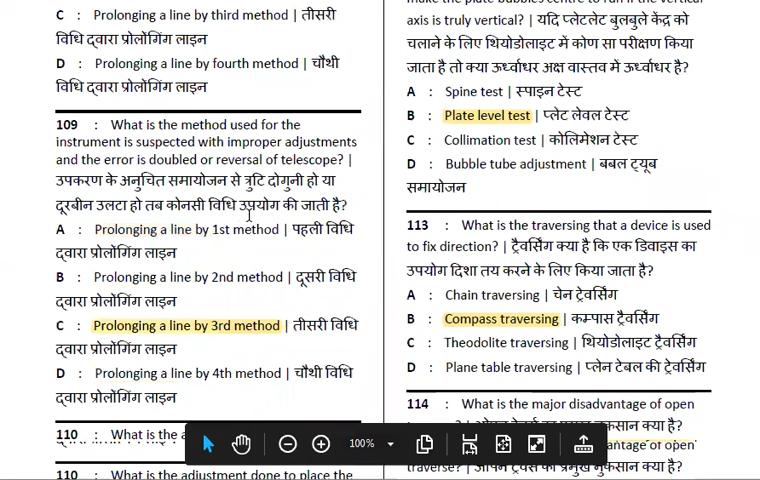 C : Prolonging a line by third method | तीसरी
विधि द्वारा प्रोलोंगिंग लाइन
D : Prolonging a line by fourth method | चौथी
विधि द्वारा प्रोलोंगिंग लाइन
109 : What is the method used for the
instrument is suspected with improper adjustments
and the error is doubled or reversal of telescope? |
उपकरण के अनुचित समायोजन से त्रुटि दोगुनी हो या
दूरबीन उलटा हो तब कोनसी विधि उपयोग की जाती है?
A : Prolonging a line by 1st method | पहली विधि
द्वारा प्रोलोंगिंग लाइन
B : Prolonging a line by 2nd method | दूसरी विधि
द्वारा प्रोलोंगिंग लाइन
C : Prolonging a line by 3rd method | तीसरी विधि
द्वारा प्रोलोंगिंग लाइन
D : Prolonging a line by 4th method | चौथी विधि
द्वारा प्रोलोंगिंग लाइन
110 : What is the a
110 : What is the adjustment done to place the
make the plate bubbles centre to run if the vertical
axis is truly vertical? | यदि प्लेटलेट बुलबुले केंद्र को
चलाने के लिए थियोडोलाइट में कोण सा परीक्षण किया
जाता है तो क्या ऊर्ध्वाधर अक्ष वास्तव में ऊर्ध्वाधर है?
A : Spine test | स्पाइन टेस्ट
B : Plate level test | प्लेट लेवल टेस्ट
C : Collimation test | कोलिमेशन टेस्ट
D : Bubble tube adjustment | बबल ट्यूब
समायोजन
113 : What is the traversing that a device is used
to fix direction? | ट्रैवर्सिंग क्या है कि एक डिवाइस का
उपयोग दिशा तय करने के लिए किया जाता है?
A : Chain traversing | चेन ट्रेवर्सिंग
B : Compass traversing | कम्पास ट्रैवर्सिंग
C : Theodolite traversing | थियोडोलाइट ट्रैवर्सिंग
D : Plane table traversing | प्लेन टेबल की ट्रेवर्सिंग
114 : What is the major disadvantage of open
नुकसान क्या है?
antage of open
traverse? | ओपन ट्रैवर्स का प्रमुख नुकसान क्या है?
100%